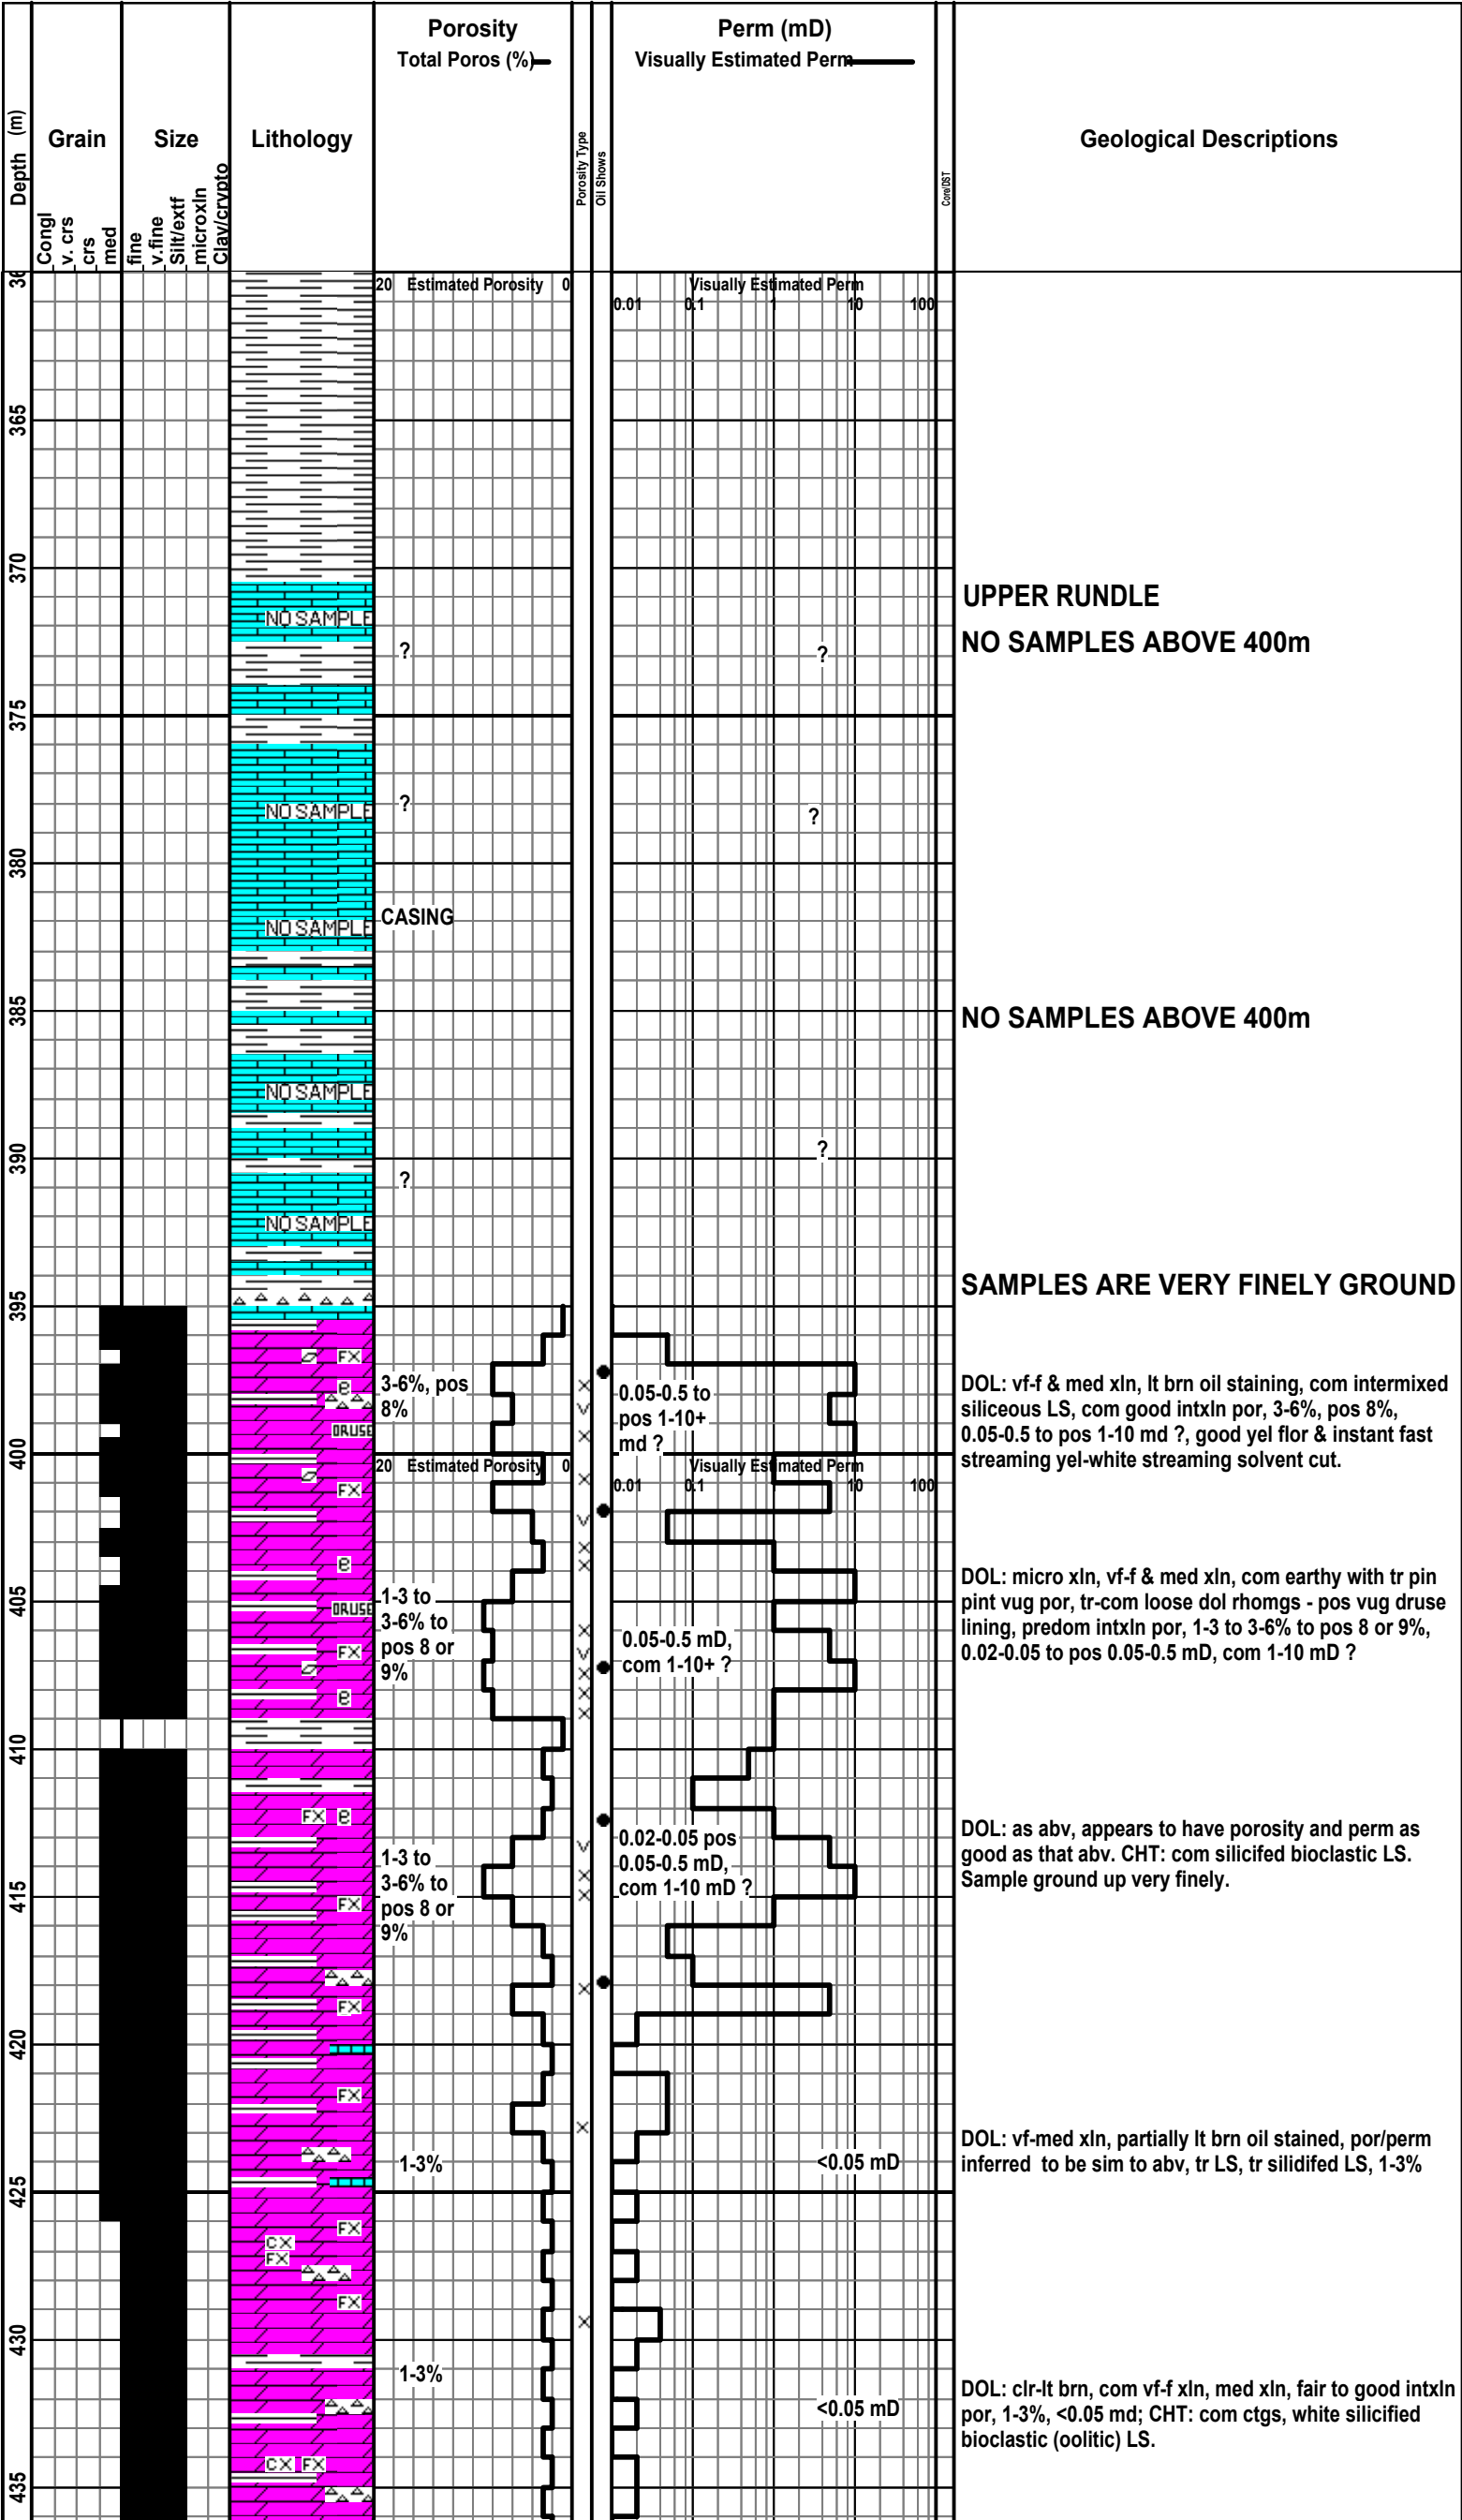 Porosity
Total Poros (%)
Perm (mD)
Visually Estimated Perm
Depth (m)
Grain Size
Lithology
Porosity Type
Oil Shows
Core/DST
Geological Descriptions
Congl
v. crs
crs
med
fine
v.fine
Silt/extf
microxln
Clay/crypto
20 Estimated Porosity 0
Visually Estimated Perm
0.01 0.1 1 10 100
36
365
370
UPPER RUNDLE
NO SAMPLE
NO SAMPLES ABOVE 400m
?
?
375
?
NO SAMPLE
?
380
CASING
NO SAMPLE
385
NO SAMPLES ABOVE 400m
NO SAMPLE
?
390
?
NO SAMPLE
SAMPLES ARE VERY FINELY GROUND
395
FX
e
DRUSE
3-6%, pos
8%
0.05-0.5 to
pos 1-10+
md ?
DOL: vf-f & med xln, lt brn oil staining, com intermixed
siliceous LS, com good intxln por, 3-6%, pos 8%,
0.05-0.5 to pos 1-10 md ?, good yel flor & instant fast
streaming yel-white streaming solvent cut.
400
20 Estimated Porosity 0
Visually Estimated Perm
0.01 0.1 1 10 100
FX
e
405
DRUSE
FX
e
1-3 to
3-6% to
pos 8 or
9%
0.05-0.5 mD,
com 1-10+ ?
DOL: micro xln, vf-f & med xln, com earthy with tr pin
pint vug por, tr-com loose dol rhomgs - pos vug druse
lining, predom intxln por, 1-3 to 3-6% to pos 8 or 9%,
0.02-0.05 to pos 0.05-0.5 mD, com 1-10 mD ?
410
FX e
1-3 to
3-6% to
pos 8 or
9%
0.02-0.05 pos
0.05-0.5 mD,
com 1-10 mD ?
DOL: as abv, appears to have porosity and perm as
good as that abv. CHT: com silicifed bioclastic LS.
Sample ground up very finely.
415
FX
FX
420
FX
1-3%
<0.05 mD
DOL: vf-med xln, partially lt brn oil stained, por/perm
inferred to be sim to abv, tr LS, tr silidifed LS, 1-3%
425
FX
CX
FX
FX
430
1-3%
<0.05 mD
DOL: clr-lt brn, com vf-f xln, med xln, fair to good intxln
por, 1-3%, <0.05 md; CHT: com ctgs, white silicified
bioclastic (oolitic) LS.
CX FX
435